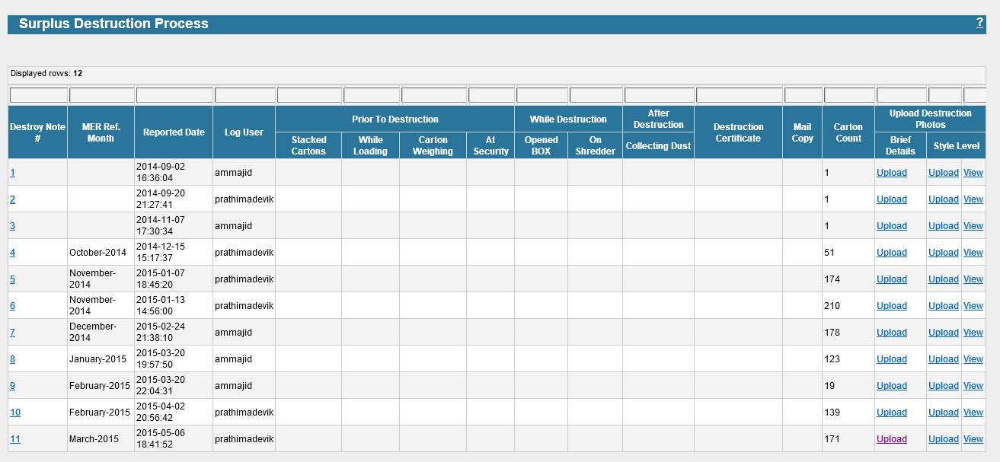 Surplus Destruction Process ?
Displayed rows: 12
Destroy Note # MER Ref. Month Reported Date Log User Prior To Destruction While Destruction After Destruction Destruction Certificate Mail Copy Carton Count Upload Destruction Photos
Stacked Cartons While Loading Carton Weighing At Security Opened BOX On Shredder Collecting Dust Brief Details Style Level
1 2014-09-02 16:36:04 ammajid 1 Upload Upload View
2 2014-09-20 21:27:41 prathimadevik 1 Upload Upload View
3 2014-11-07 17:30:34 ammajid 1 Upload Upload View
4 October-2014 2014-12-15 15:17:37 prathimadevik 51 Upload Upload View
5 November-2014 2015-01-07 18:45:20 prathimadevik 174 Upload Upload View
6 November-2014 2015-01-13 14:56:00 prathimadevik 210 Upload Upload View
7 December-2014 2015-02-24 21:38:10 ammajid 178 Upload Upload View
8 January-2015 2015-03-20 19:57:50 ammajid 123 Upload Upload View
9 February-2015 2015-03-20 22:04:31 ammajid 19 Upload Upload View
10 February-2015 2015-04-02 20:56:42 prathimadevik 139 Upload Upload View
11 March-2015 2015-05-06 18:41:52 prathimadevik 171 Upload Upload View